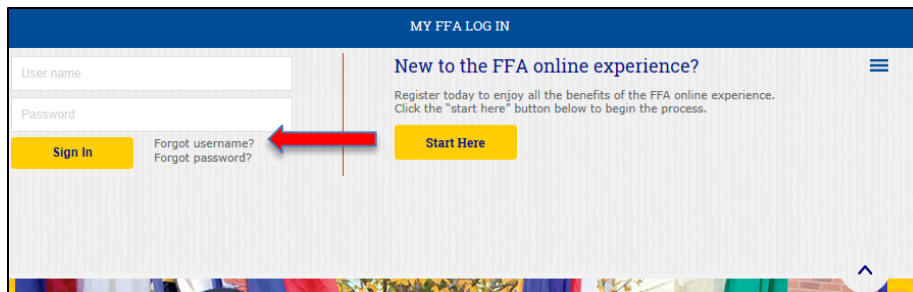 MY FFA LOG IN
User name
Password
Sign In
Forgot username?
Forgot password?
New to the FFA online experience?
Register today to enjoy all the benefits of the FFA online experience.
Click the "start here" button below to begin the process.
Start Here